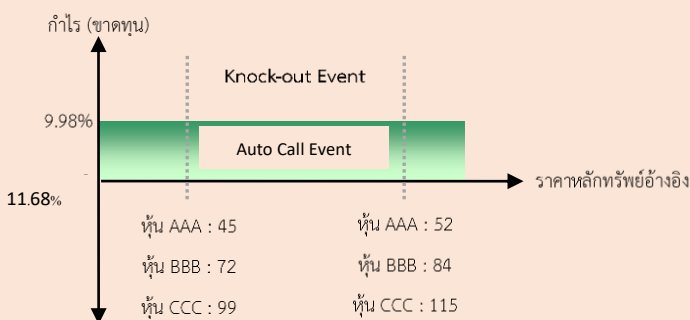 กำไร (ขาดทุน)
Knock-out Event
9.98%
Auto Call Event
-
ราคาหลักทรัพย์อ้างอิง
11.68%
หุ้น AAA : 45
หุ้น AAA : 52
หุ้น BBB : 72
หุ้น BBB : 84
หุ้น CCC : 99
หุ้น CCC : 115